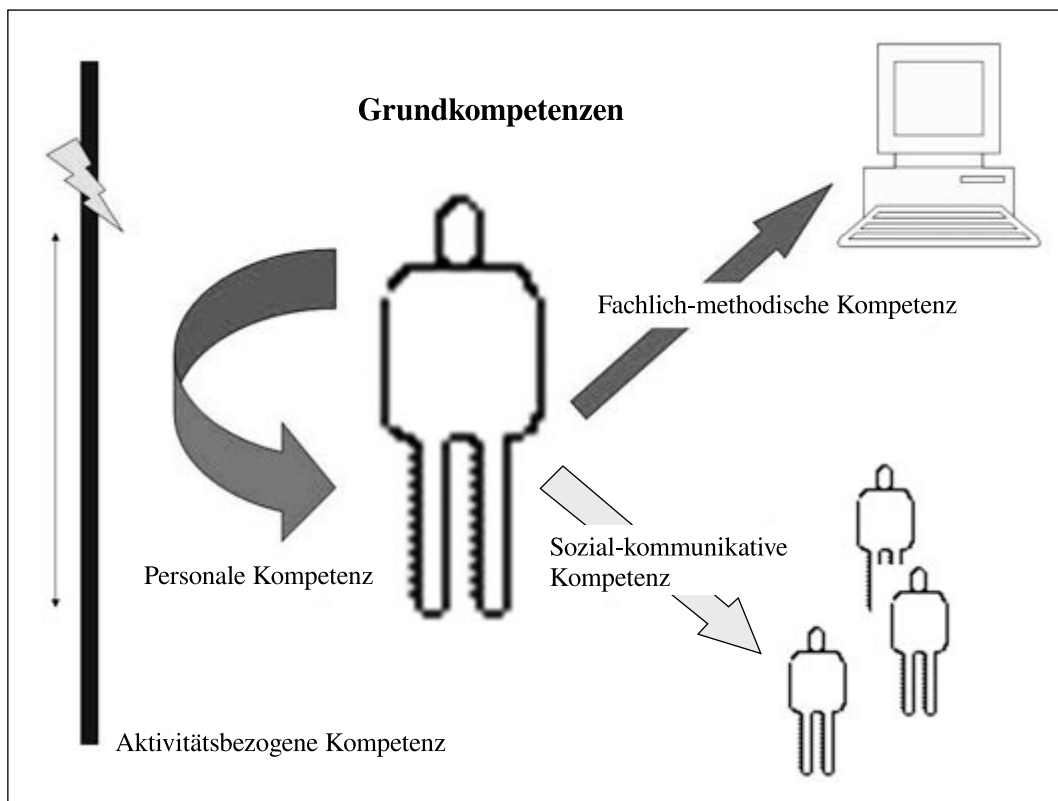 Grundkompetenzen
Fachlich-methodische Kompetenz
Sozial-kommunikative
Kompetenz
Personale Kompetenz
Aktivitätsbezogene Kompetenz